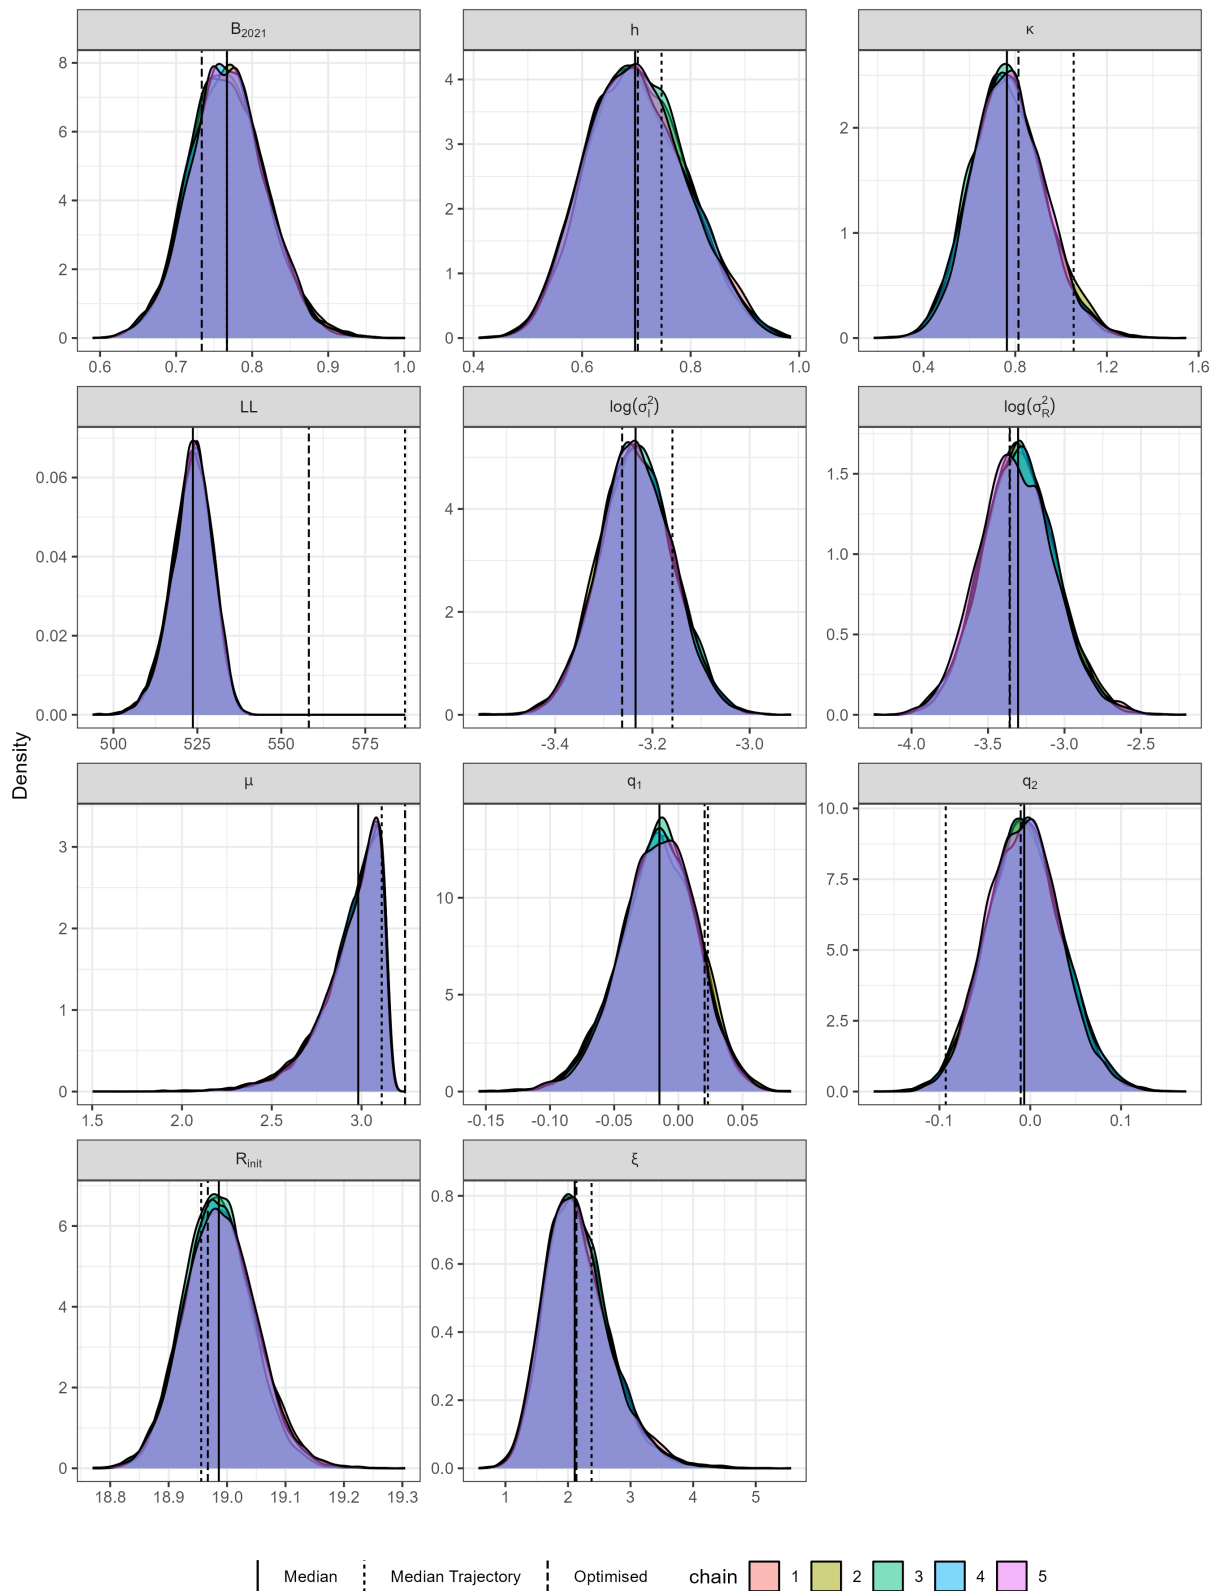 B2021 h κ
8 6 4 2 0
4 3 2 1 0
2 1 0
0.6 0.7 0.8 0.9 1.0
0.4 0.6 0.8 1.0
0.4 0.8 1.2 1.6
LL log(σI2) log(σR2)
0.06 0.04 0.02 0.00
4 2 0
1.5 1.0 0.5 0.0
500 525 550 575
-3.4 -3.2 -3.0
-4.0 -3.5 -3.0 -2.5
Density
μ q1 q2
3 2 1 0
10 5 0
10.0 7.5 5.0 2.5 0.0
1.5 2.0 2.5 3.0
-0.15 -0.10 -0.05 0.00 0.05
-0.1 0.0 0.1
Rinit ξ
6 4 2 0
0.8 0.6 0.4 0.2 0.0
18.8 18.9 19.0 19.1 19.2 19.3
1 2 3 4 5
Median Median Trajectory Optimised chain 1 2 3 4 5